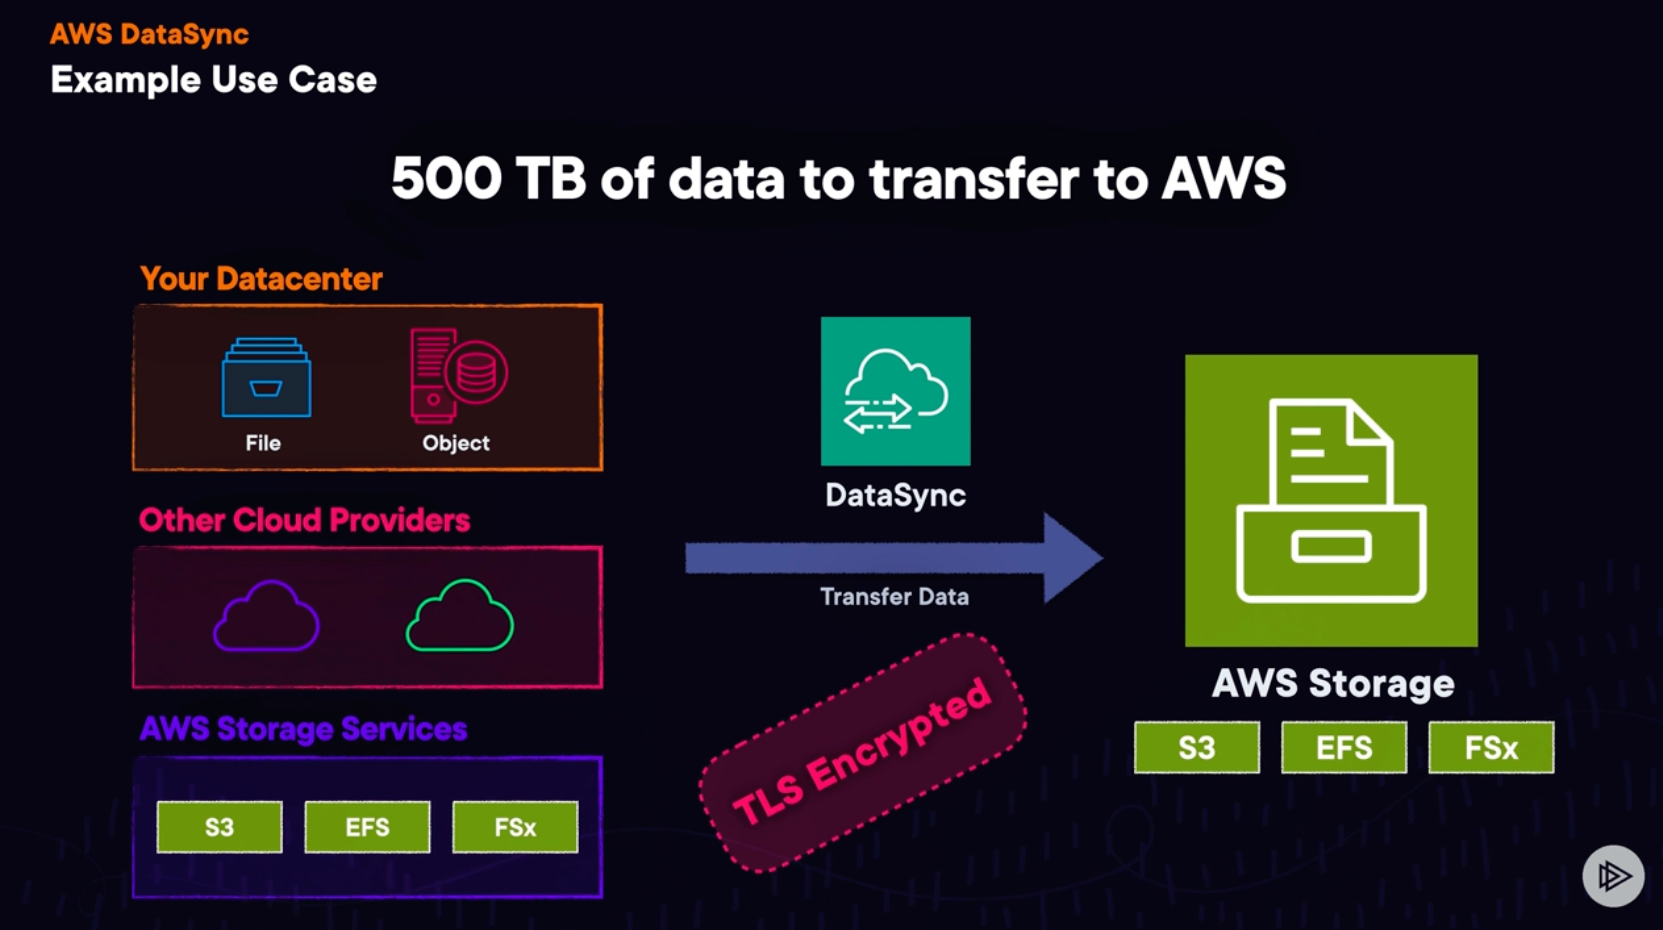 AWS DataSync
Example Use Case
500 TB of data to transfer to AWS
Your Datacenter
File
Object
Other Cloud Providers
AWS Storage Services
S3
EFS
FSx
DataSync
Transfer Data
TLS Encrypted
AWS Storage
S3
EFS
FSx